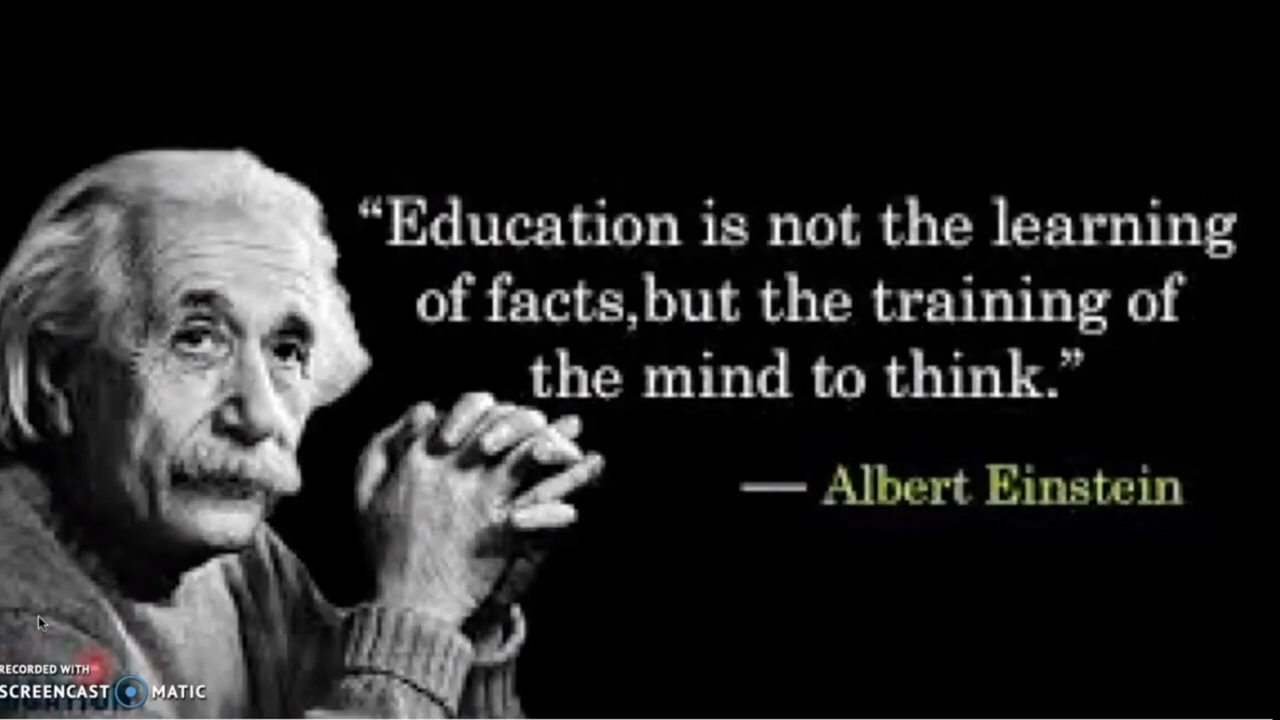 “Education is not the learning
of facts,but the training of
the mind to think.”
— Albert Einstein
RECORDED WITH
SCREENCAST MATIC